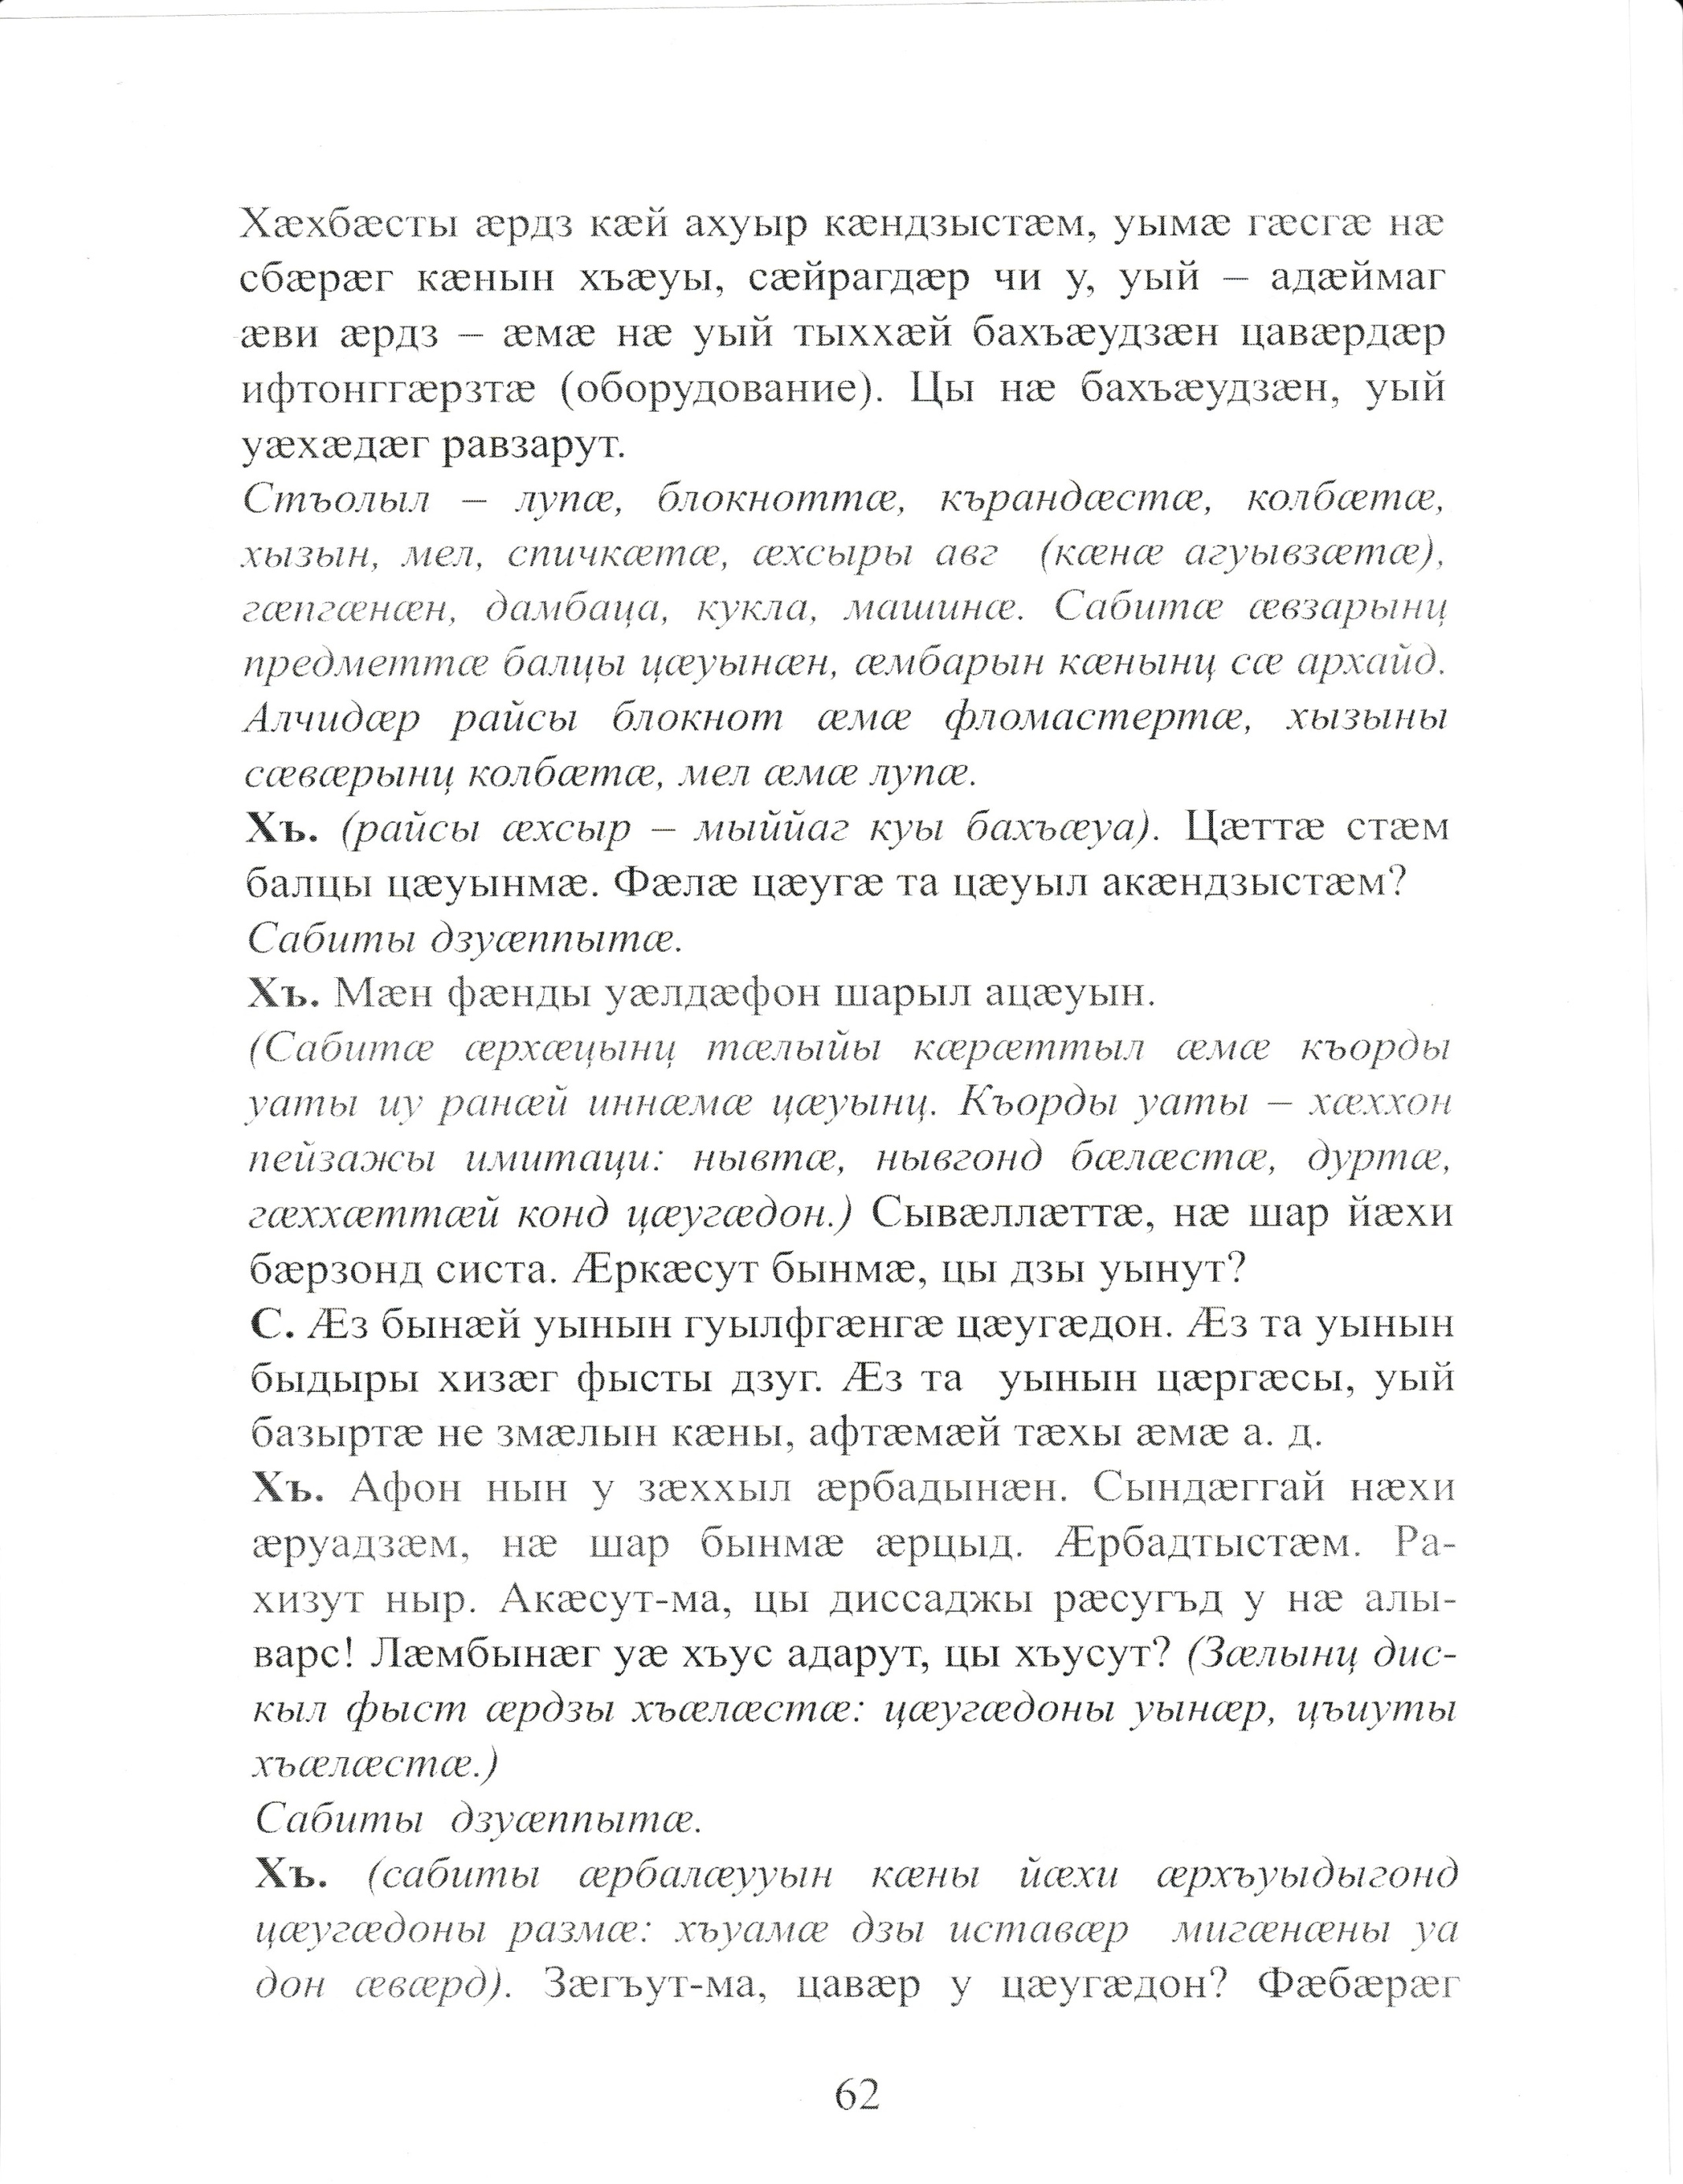 Хæхбæсты æрдз кæй ахуыр кæндзыстæм, уымæ гæсгæ нæ
сбæрæг кæнын хъæуы, сæйрагдæр чи у, уый – адæймаг
æви æрдз – æмæ нæ уый тыххæй бахъæудзæн цавæрдæр
ифтонггæрзтæ (оборудование). Цы нæ бахъæудзæн, уый
уæхæдæг равзарут.
Стъолыл – лупæ, блокноттæ, кърандæстæ, колбæтæ,
хызын, мел, спичкæтæ, æхсыры авг (кæнæ агуывзæтæ),
гæпгæнæн, дамбаца, кукла, машинæ. Сабитæ æвзарынц
предметтæ балцы цæуынæн, æмбарын кæнынц сæ архайд.
Алчидæр райсы блокнот æмæ фломастертæ, хызыны
сæвæрынц колбæтæ, мел æмæ лупæ.
Хъ. (райсы æхсыр – мыййаг куы бахъæуа). Цæттæ стæм
балцы цæуынмæ. Фæлæ цæугæ та цæуыл акæндзыстæм?
Сабиты дзуæппытæ.
Хъ. Мæн фæнды уæлдæфон шарыл ацæуын.
(Сабитæ æрхæцынц тæлыйы кæрæттыл æмæ къорды
уаты иу ранæй иннæмæ цæуынц. Къорды уаты – хæххон
пейзажы имитаци: нывтæ, нывгонд бæлæстæ, дуртæ,
гæххæттæй конд цæугæдон.) Сывæллæттæ, нæ шар йæхи
бæрзонд систа. Æркæсут бынмæ, цы дзы уынут?
С. Æз бынæй уынын гуылфгæнгæ цæугæдон. Æз та уынын
быдыры хизæг фысты дзуг. Æз та уынын цæргæсы, уый
базыртæ не змæлын кæны, афтæмæй тæхы æмæ а. д.
Хъ. Афон нын у зæххыл æрбадынæн. Сындæггай нæхи
æруадзæм, нæ шар бынмæ æрцыд. Æрбадтыстæм. Ра-
хизут ныр. Акæсут-ма, цы диссаджы рæсугъд у нæ алы-
варс! Лæмбынæг уæ хъус адарут, цы хъусут? (Зæлынц дис-
кыл фыст æрдзы хъæлæстæ: цæугæдоны уынæр, цъиуты
хъæлæстæ.)
Сабиты дзуæппытæ.
Хъ. (сабиты æрбалæууын кæны йæхи æрхъуыдыгонд
цæугæдоны размæ: хъуамæ дзы иставæр мигæнæны уа
дон æвæрд). Зæгъут-ма, цавæр у цæугæдон? Фæбæрæг
62